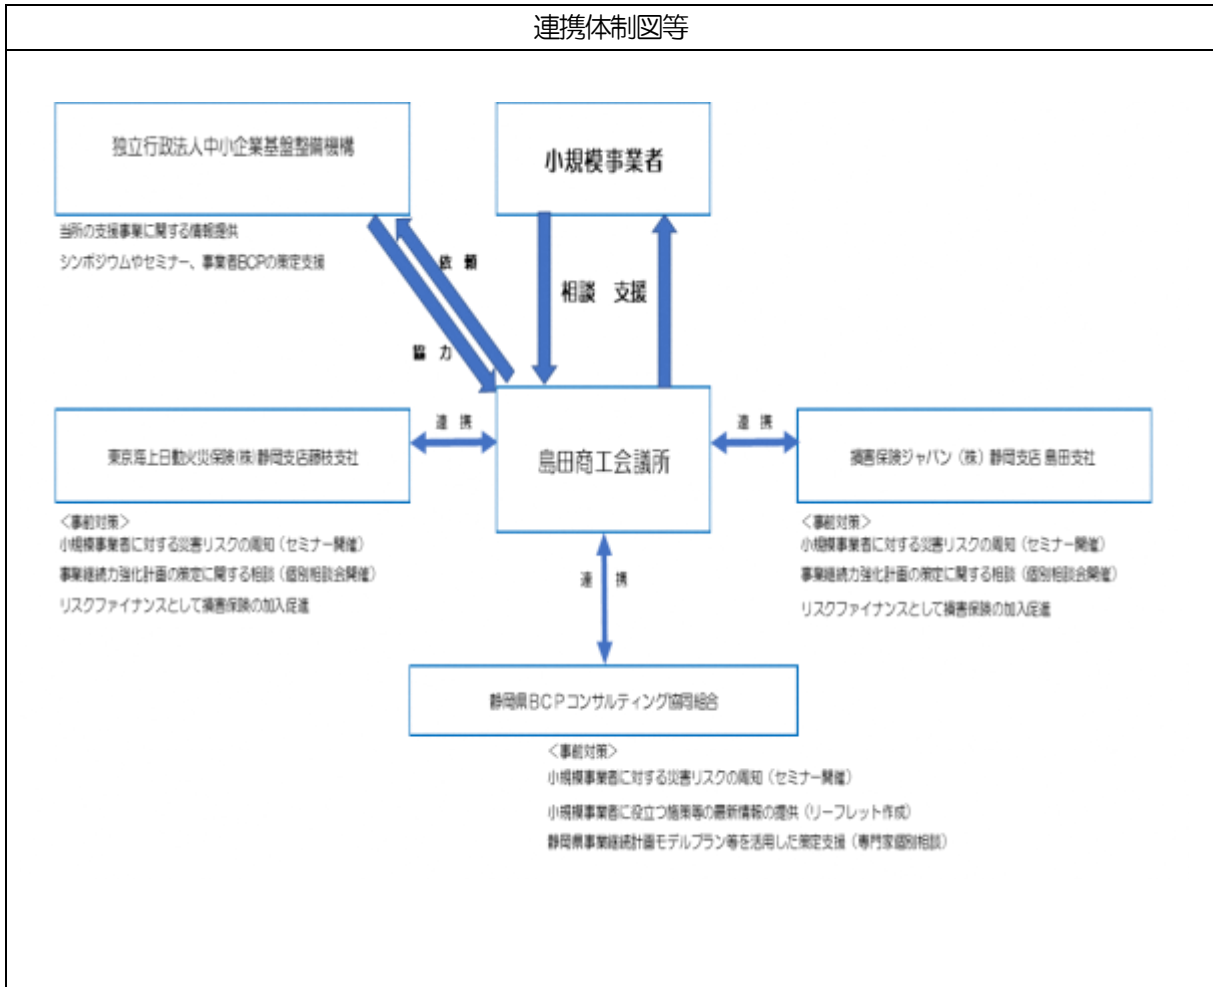 連携体制図等
独立行政法人中小企業基盤整備機構
小規模事業者
当所の支援事業に関する情報提供
シンポジウムやセミナー、事業者BCPの策定支援
依 頼
相談 支援
協 力
東京海上日動火災保険(株)静岡支店藤枝支社
連 携
島田商工会議所
連 携
損害保険ジャパン（株）静岡支店 島田支社
＜事前対策＞
小規模事業者に対する災害リスクの周知（セミナー開催）
事業継続力強化計画の策定に関する相談（個別相談会開催）
リスクファイナンスとして損害保険の加入促進
＜事前対策＞
小規模事業者に対する災害リスクの周知（セミナー開催）
事業継続力強化計画の策定に関する相談（個別相談会開催）
リスクファイナンスとして損害保険の加入促進
連 携
静岡県ＢＣＰコンサルティング協同組合
＜事前対策＞
小規模事業者に対する災害リスクの周知（セミナー開催）
小規模事業者に役立つ施策等の最新情報の提供（リーフレット作成）
静岡県事業継続計画モデルプラン等を活用した策定支援（専門家個別相談）